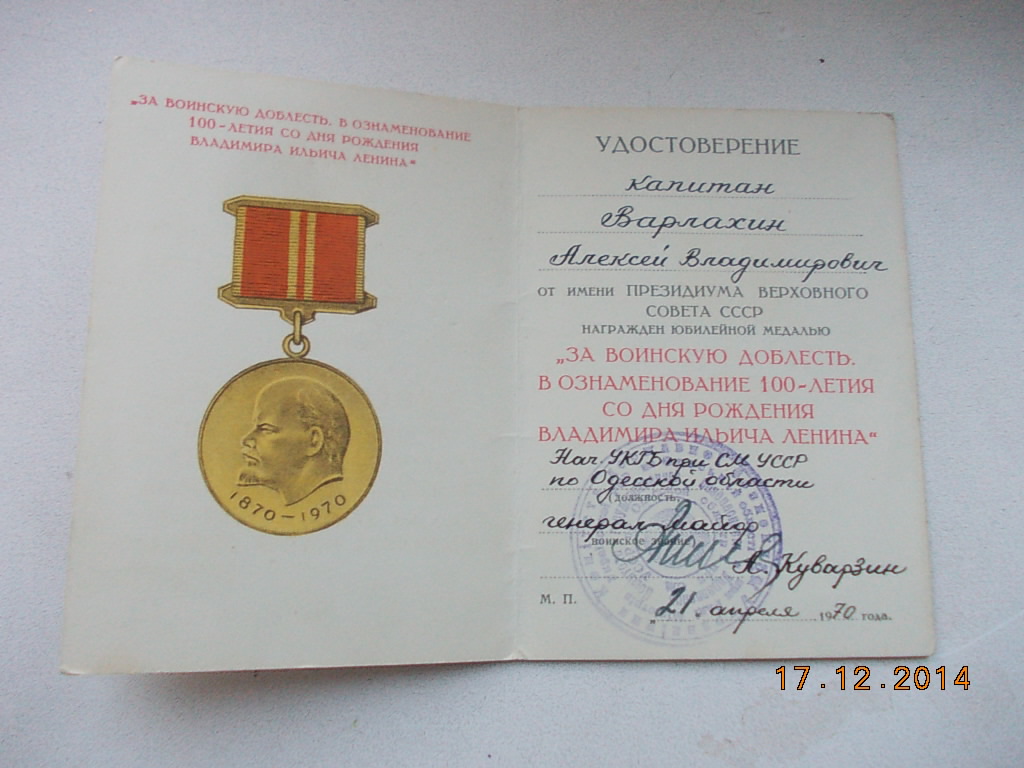 „ЗА ВОИНСКУЮ ДОБЛЕСТЬ. В ОЗНАМЕНОВАНИЕ
100-ЛЕТИЯ СО ДНЯ РОЖДЕНИЯ
ВЛАДИМИРА ИЛЬИЧА ЛЕНИНА“
1870-1970
УДОСТОВЕРЕНИЕ
капитан
Варлахин
Алексей Владимирович
ОТ ИМЕНИ ПРЕЗИДИУМА ВЕРХОВНОГО
СОВЕТА СССР
НАГРАЖДЕН ЮБИЛЕЙНОЙ МЕДАЛЬЮ
„ЗА ВОИНСКУЮ ДОБЛЕСТЬ.
В ОЗНАМЕНОВАНИЕ 100-ЛЕТИЯ
СО ДНЯ РОЖДЕНИЯ
ВЛАДИМИРА ИЛЬИЧА ЛЕНИНА“
Нач. УКГБ при СМ УССР
по Одесской области
(должность,
генерал-майор
воинское звание)
А. Куварзин
М. П.
„21. апреля 1970 года.
17.12.2014